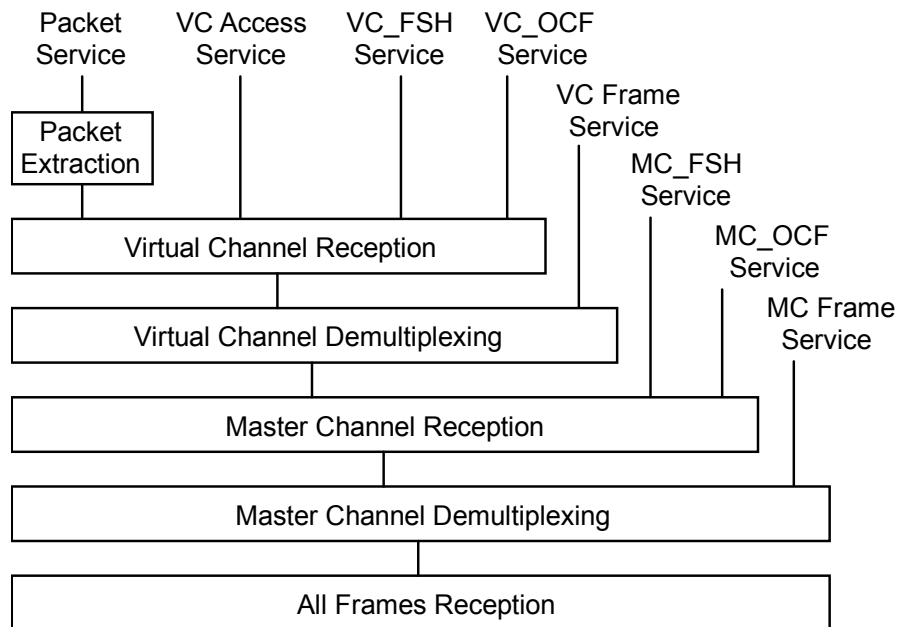 Packet
Service
VC Access
Service
VC_FSH
Service
VC_OCF
Service
VC Frame
Service
Packet
Extraction
MC_FSH
Service
Virtual Channel Reception
MC_OCF
Service
MC Frame
Service
Virtual Channel Demultiplexing
Master Channel Reception
Master Channel Demultiplexing
All Frames Reception